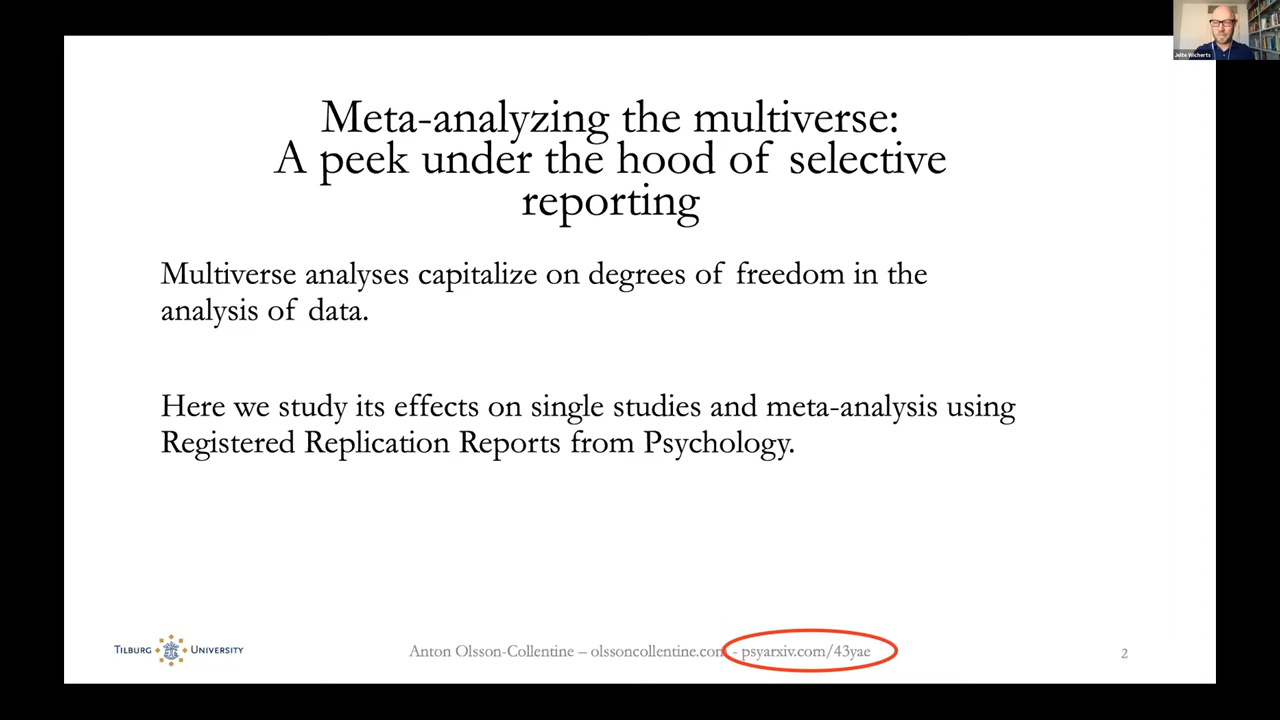 Jelte Wicherts
Meta-analyzing the multiverse:
A peek under the hood of selective
reporting
Multiverse analyses capitalize on degrees of freedom in the
analysis of data.
Here we study its effects on single studies and meta-analysis using
Registered Replication Reports from Psychology.
TILBURG UNIVERSITY
Anton Olsson-Collentine – olssoncollentine.com - psyarxiv.com/43yae
2